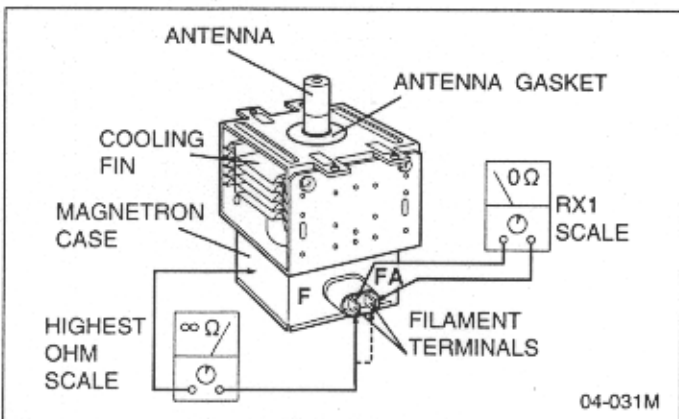 ANTENNA
ANTENNA GASKET
COOLING
FIN
MAGNETRON
CASE
0Ω
RX1
SCALE
F
FA
HIGHEST
OHM
SCALE
∞ Ω
FILAMENT
TERMINALS
04-031M